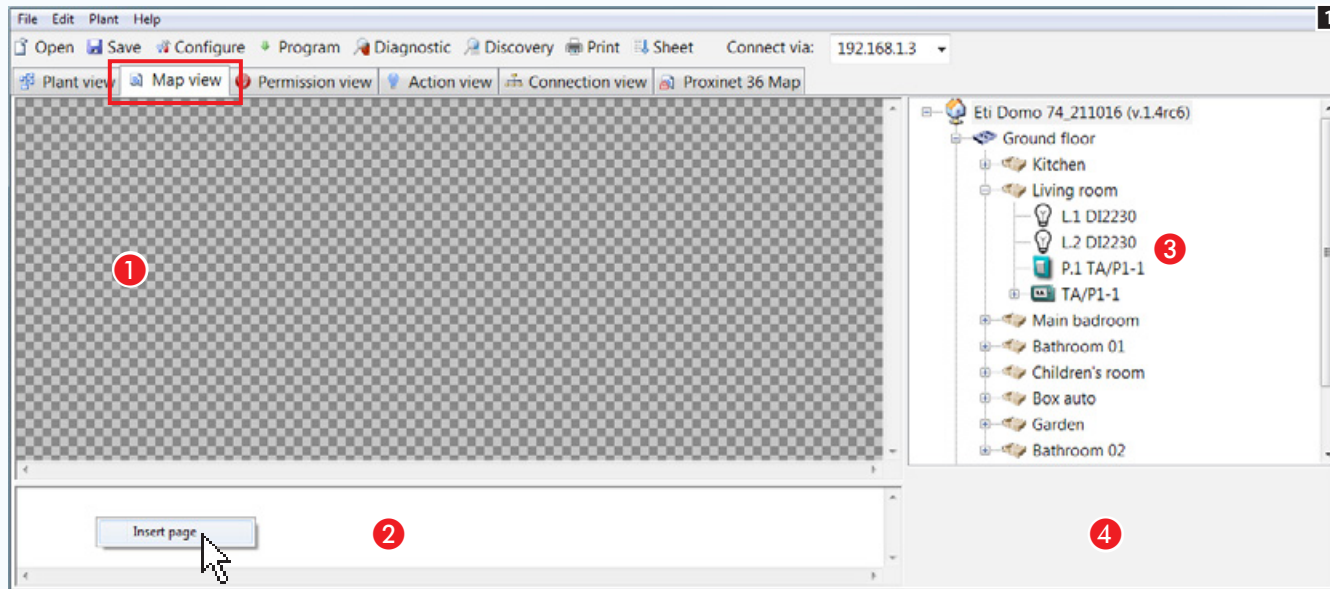 File Edit Plant Help
1
Open Save Configure Program Diagnostic Discovery Print Sheet Connect via: 192.168.1.3
Plant view Map view Permission view Action view Connection view Proxinet 36 Map
Eti Domo 74_211016 (v.1.4rc6)
Ground floor
Kitchen
Living room
L.1 DI2230
L.2 DI2230
3
1
P.1 TA/P1-1
TA/P1-1
Main badroom
Bathroom 01
Children's room
Box auto
Garden
Bathroom 02
Insert page
2
4